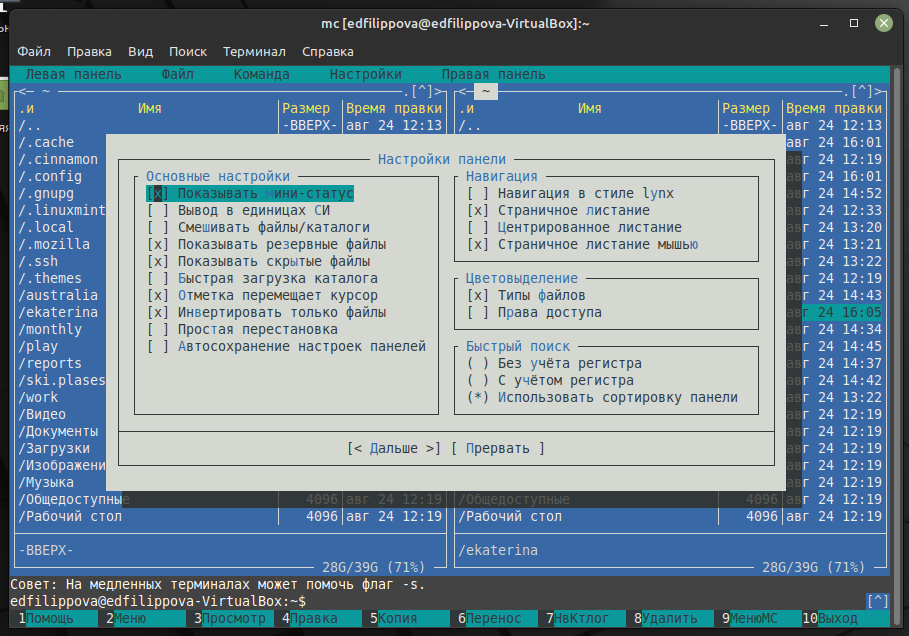 mc [edfilippova@edfilippova-VirtualBox]:~
Файл Правка Вид Поиск Терминал Справка
Левая панель Файл Команда Настройки Правая панель
<─ ~ .[^]> <─ ~ .[^]>
.и Имя Размер Время правки .и Имя Размер Время правки
/.. -ВВЕРХ- авг 24 12:13 /.. -ВВЕРХ- авг 24 12:13
/.cache авг 24 16:01
/.cinnamon авг 24 12:19
/.config авг 24 16:01
/.gnupg авг 24 14:52
/.linuxmint авг 24 12:33
/.local авг 24 13:20
/.mozilla авг 24 13:21
/.ssh авг 24 13:22
/.themes авг 24 12:19
/australia авг 24 14:43
/ekaterina авг 24 16:05
/monthly авг 24 14:34
/play авг 24 14:45
/reports авг 24 14:37
/ski.plases авг 24 14:42
/work авг 24 13:22
/Видео авг 24 12:19
/Документы авг 24 12:19
/Загрузки авг 24 12:19
/Изображени авг 24 12:19
/Музыка авг 24 12:19
/Общедоступные 4096 авг 24 12:19 /Общедоступные 4096 авг 24 12:19
/Рабочий стол 4096 авг 24 12:19 /Рабочий стол 4096 авг 24 12:19
Настройки панели
Основные настройки
[x] Показывать мини-статус
[ ] Вывод в единицах СИ
[ ] Смешивать файлы/каталоги
[x] Показывать резервные файлы
[x] Показывать скрытые файлы
[ ] Быстрая загрузка каталога
[x] Отметка перемещает курсор
[x] Инвертировать только файлы
[ ] Простая перестановка
[ ] Автосохранение настроек панелей
Навигация
[ ] Навигация в стиле lynx
[x] Страничное листание
[ ] Центрированное листание
[x] Страничное листание мышью
Цветовыделение
[x] Типы файлов
[ ] Права доступа
Быстрый поиск
( ) Без учёта регистра
( ) С учётом регистра
(*) Использовать сортировку панели
[< Дальше >] [ Прервать ]
-ВВЕРХ- /ekaterina
28G/39G (71%) 28G/39G (71%)
Совет: На медленных терминалах может помочь флаг -s.
edfilippova@edfilippova-VirtualBox:~$ [^]
1Помощь 2Меню 3Просмотр 4Правка 5Копия 6Перенос 7НвКтлог 8Удалить 9МенюMC 10Выход